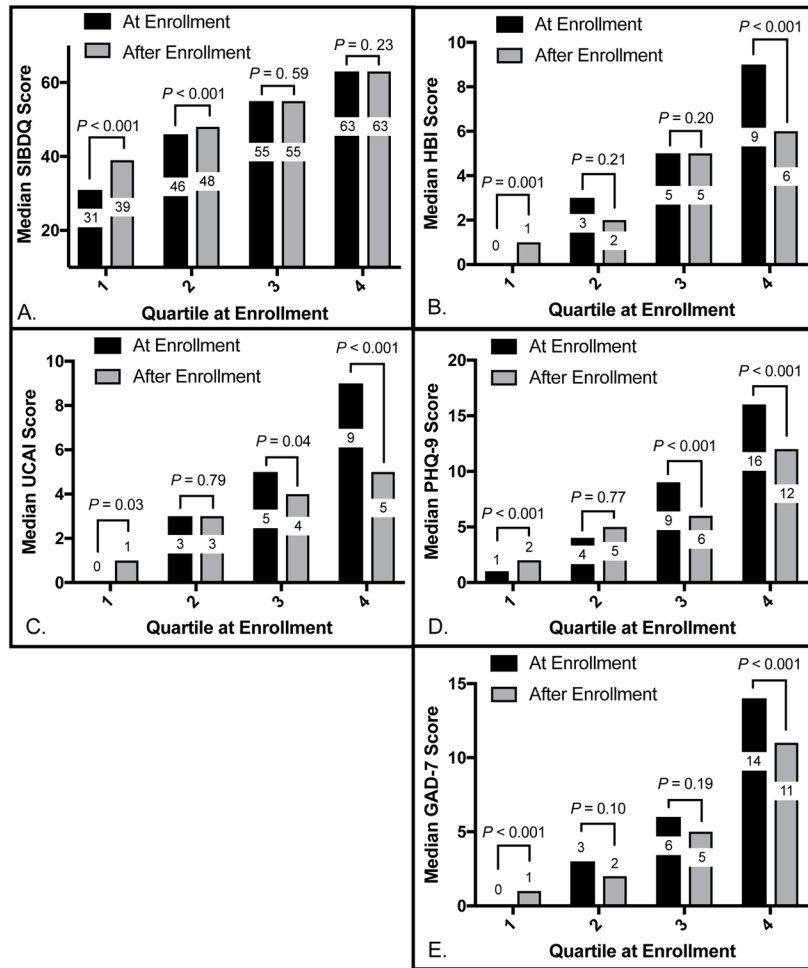 At Enrollment
After Enrollment
P < 0.001
P < 0.001
P = 0. 59
P = 0. 23
60
40
20
31
39
46
48
55
55
63
63
Median SIBDQ Score
1
2
3
4
Quartile at Enrollment
A.
At Enrollment
After Enrollment
P = 0.001
P = 0.21
P = 0.20
P < 0.001
10
8
6
4
2
0
0
1
3
2
5
5
9
6
Median HBI Score
1
2
3
4
Quartile at Enrollment
B.
At Enrollment
After Enrollment
P = 0.03
P = 0.79
P = 0.04
P < 0.001
10
8
6
4
2
0
0
1
3
3
5
4
9
5
Median UCAI Score
1
2
3
4
Quartile at Enrollment
C.
At Enrollment
After Enrollment
P < 0.001
P = 0.77
P < 0.001
P < 0.001
20
15
10
5
0
1
2
4
5
9
6
16
12
Median PHQ-9 Score
1
2
3
4
Quartile at Enrollment
D.
At Enrollment
After Enrollment
P < 0.001
P = 0.10
P = 0.19
P < 0.001
15
10
5
0
0
1
3
2
6
5
14
11
Median GAD-7 Score
1
2
3
4
Quartile at Enrollment
E.